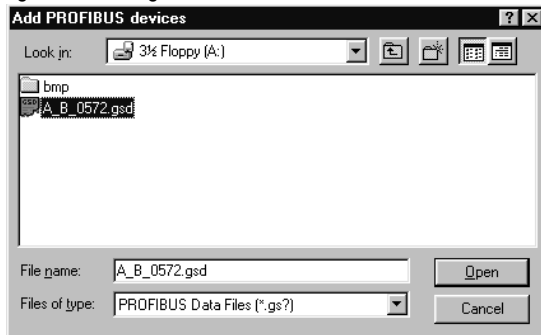 Add PROFIBUS devices
Look in: 3½ Floppy (A:)
bmp
GSD A_B_0572.gsd
File name: A_B_0572.gsd Open
Files of type: PROFIBUS Data Files (*.gs?) Cancel